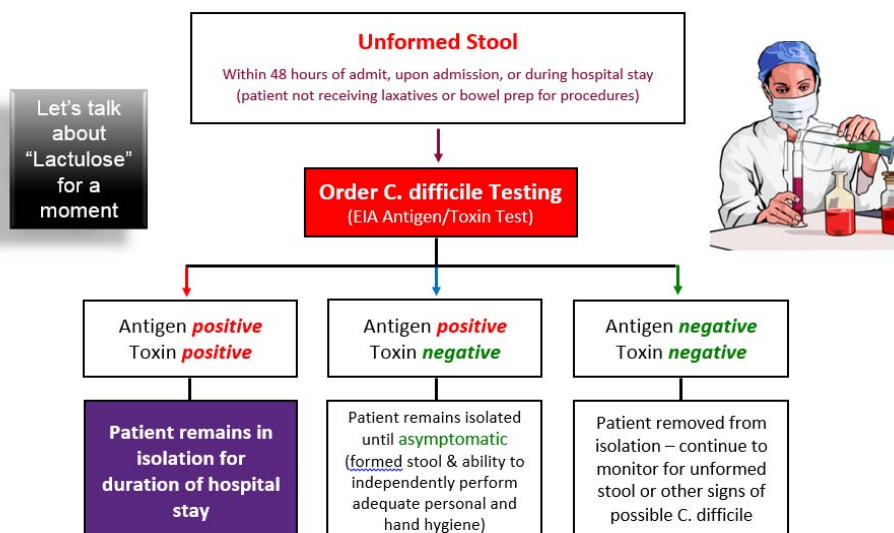 Unformed Stool
Within 48 hours of admit, upon admission, or during hospital stay
(patient not receiving laxatives or bowel prep for procedures)
Let's talk
about
“Lactulose”
for a
moment
Order C. difficile Testing
(EIA Antigen/Toxin Test)
Antigen positive
Toxin positive
Antigen positive
Toxin negative
Antigen negative
Toxin negative
Patient remains in
isolation for
duration of hospital
stay
Patient remains isolated
until asymptomatic
(formed stool & ability to
independently perform
adequate personal and
hand hygiene)
Patient removed from
isolation – continue to
monitor for unformed
stool or other signs of
possible C. difficile